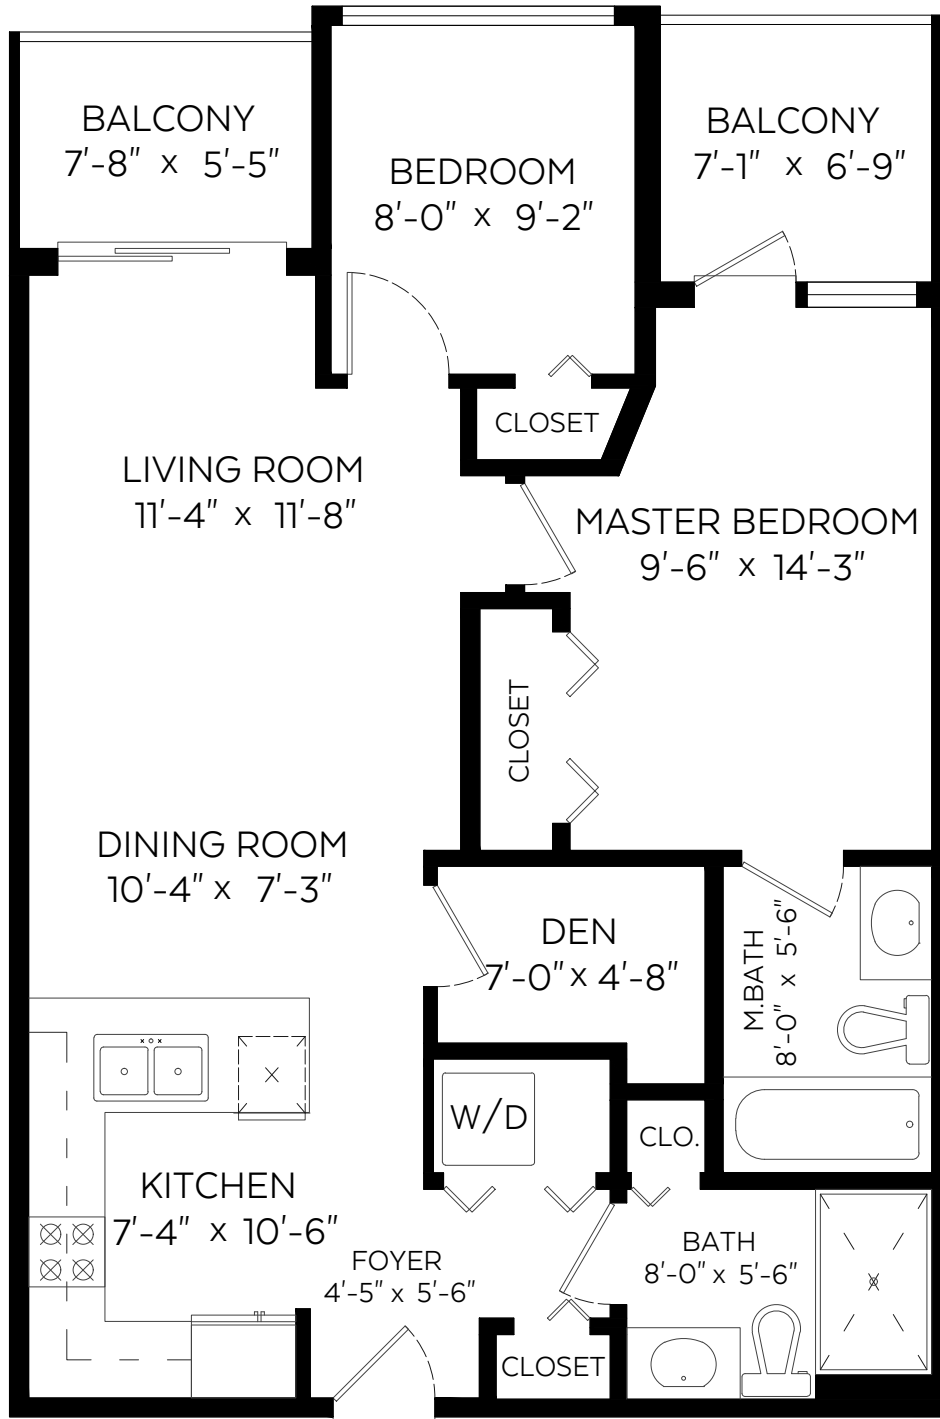 BALCONY
7'-8" x 5'-5"
BEDROOM
8'-0" x 9'-2"
BALCONY
7'-1" x 6'-9"
CLOSET
LIVING ROOM
11'-4" x 11'-8"
MASTER BEDROOM
9'-6" x 14'-3"
CLOSET
DINING ROOM
10'-4" x 7'-3"
DEN
7'-0" x 4'-8"
M.BATH
8'-0" x 5'-6"
W/D
CLO.
KITCHEN
7'-4" x 10'-6"
FOYER
4'-5" x 5'-6"
BATH
8'-0" x 5'-6"
CLOSET